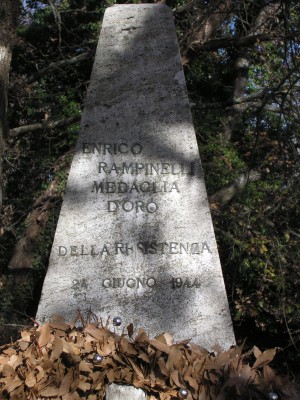 ENRICO
RAMPINELLI
MEDAGLIA
D'ORO
DELLA RESISTENZA
24 GIUGNO 1944